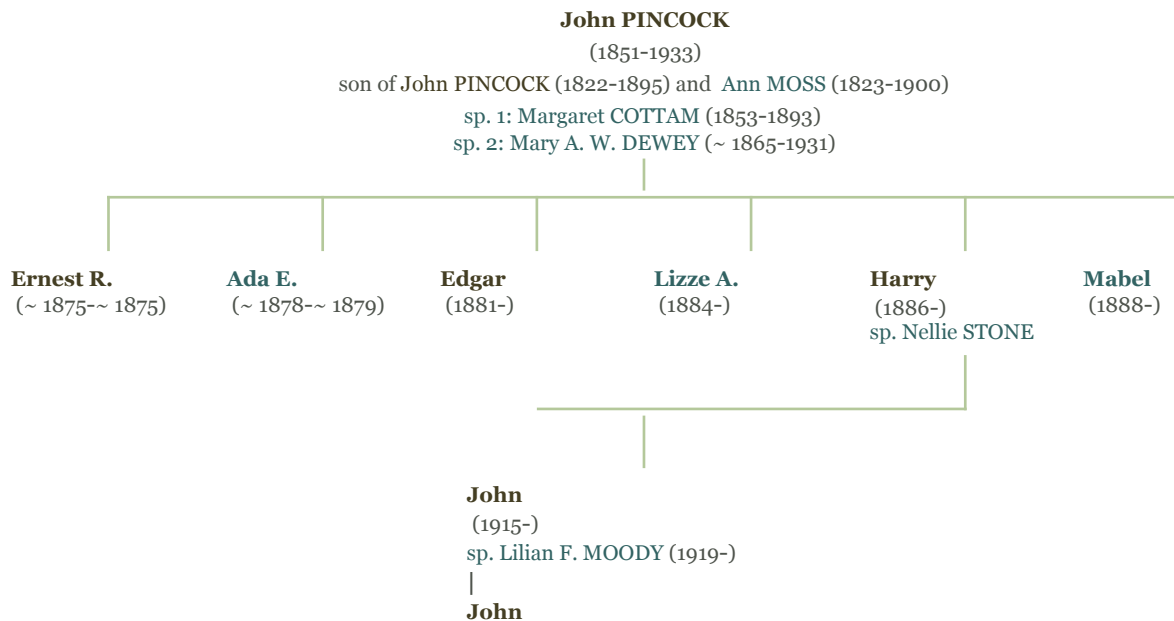 John PINCOCK
(1851-1933)
son of John PINCOCK (1822-1895) and Ann MOSS (1823-1900)
sp. 1: Margaret COTTAM (1853-1893)
sp. 2: Mary A. W. DEWEY (~ 1865-1931)
Ernest R.
(~ 1875-~ 1875)
Ada E.
(~ 1878-~ 1879)
Edgar
(1881-)
Lizze A.
(1884-)
Harry
(1886-)
sp. Nellie STONE
Mabel
(1888-)
John
(1915-)
sp. Lilian F. MOODY (1919-)
|
John